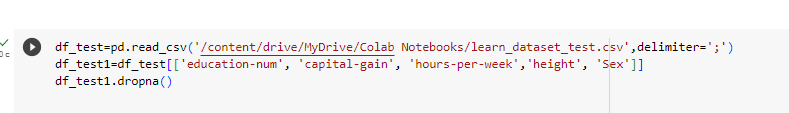 df_test=pd.read_csv('/content/drive/MyDrive/Colab Notebooks/learn_dataset_test.csv',delimiter=';')
df_test1=df_test[['education-num', 'capital-gain', 'hours-per-week','height', 'Sex']]
df_test1.dropna()